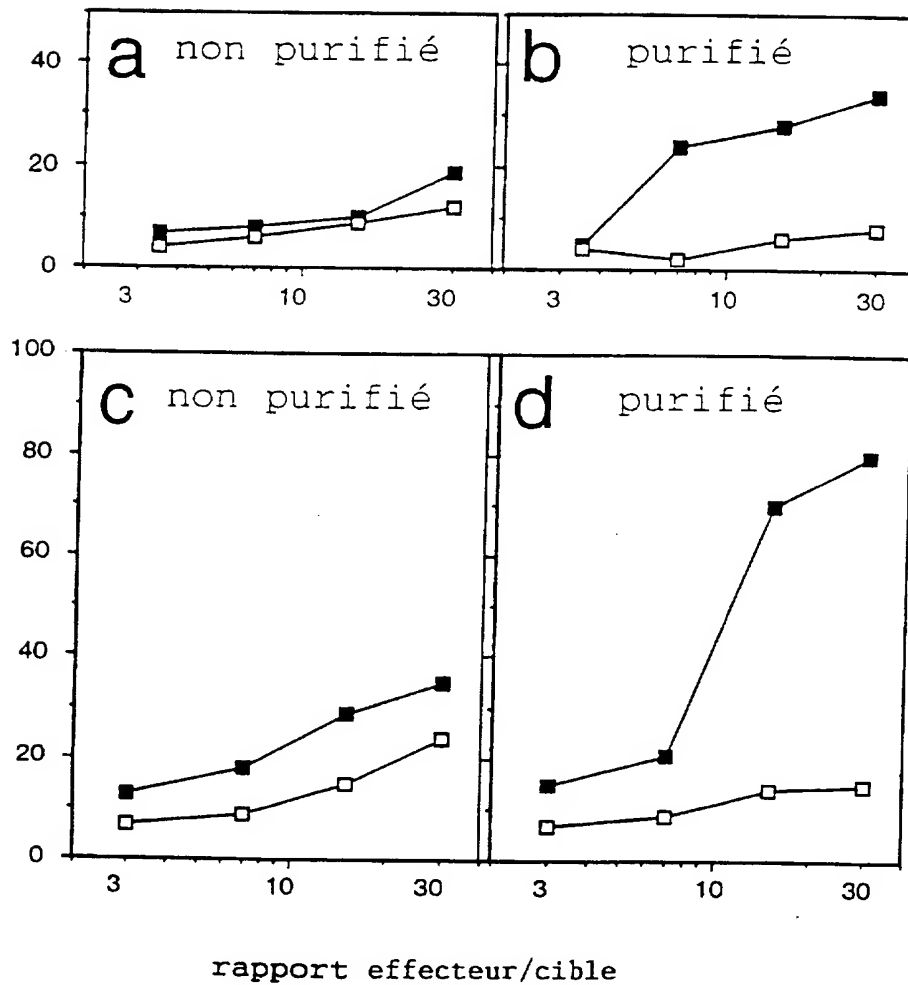 a non purifié
b purifié
40
20
0
3 10 30
3 10 30
c non purifié
d purifié
100
80
60
40
20
0
3 10 30
3 10 30
rapport effecteur/cible